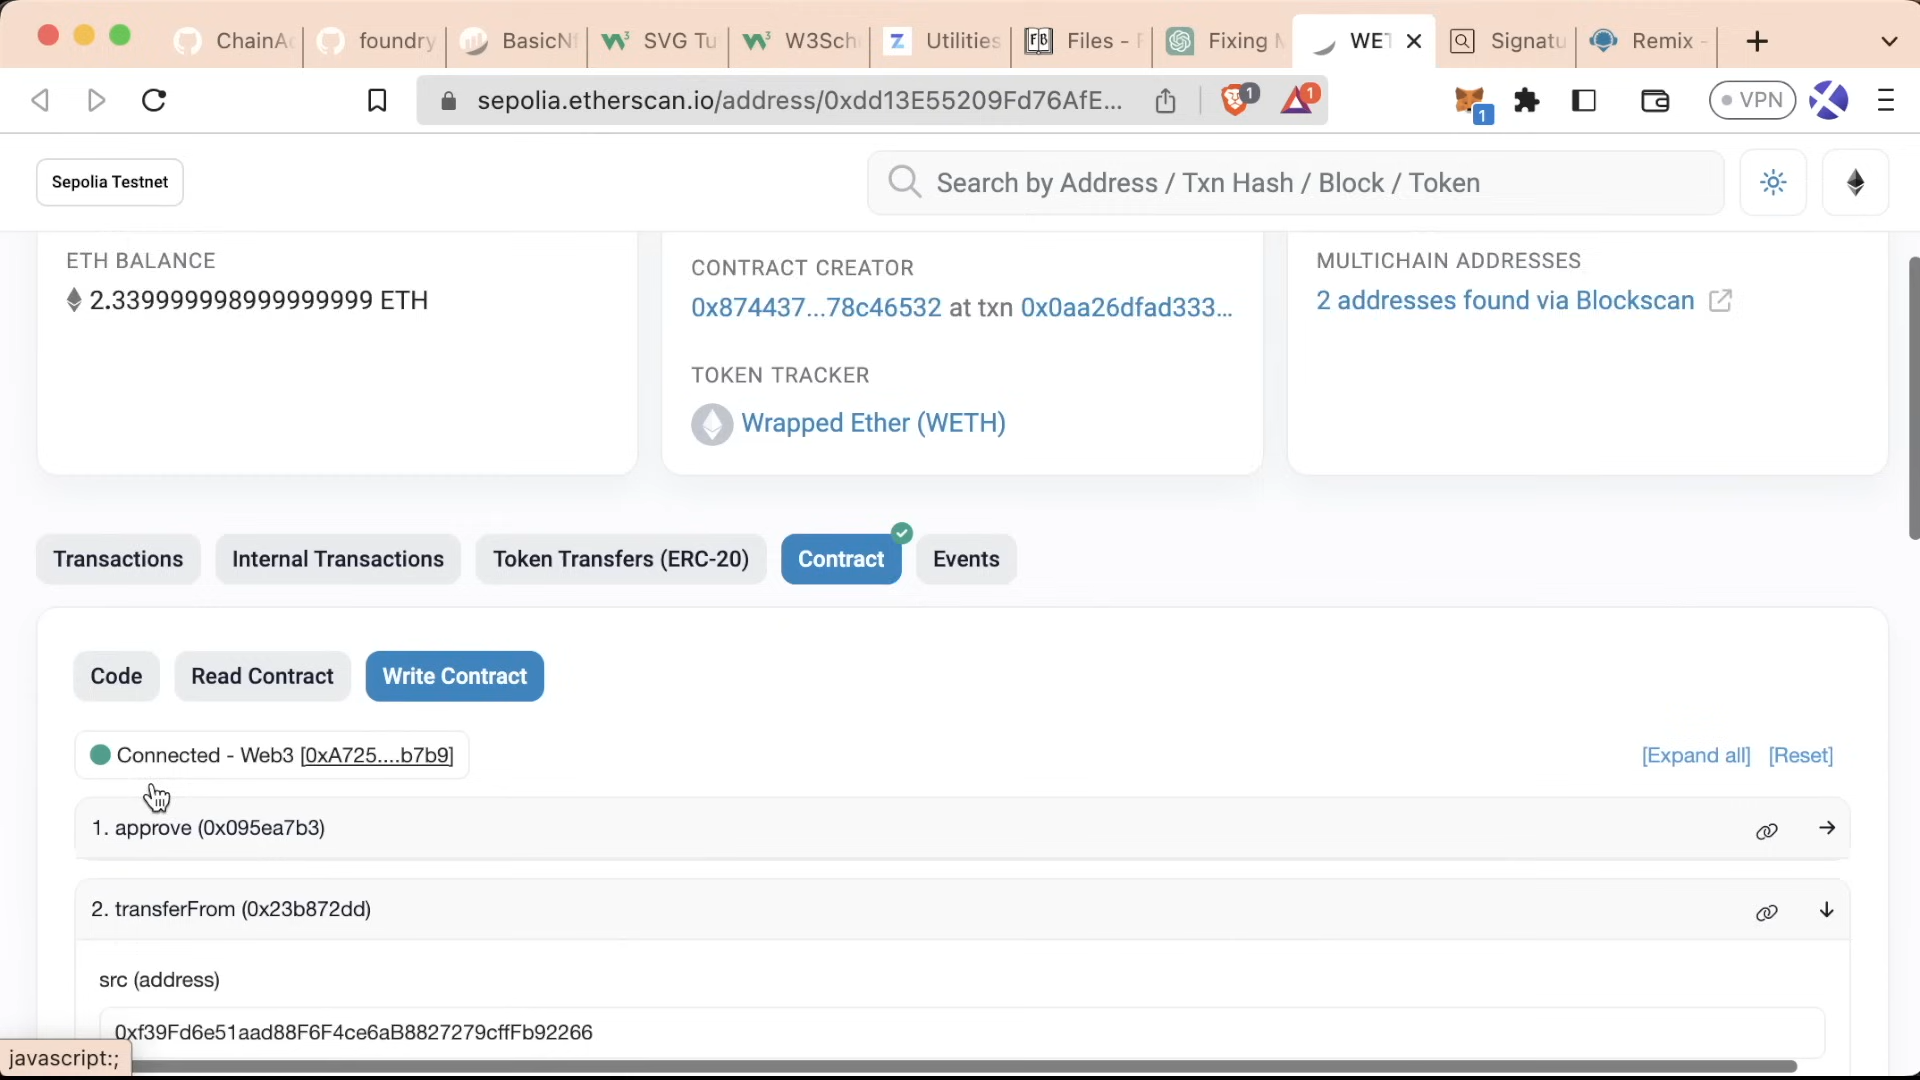 ChainA
foundry
BasicNf
SVG Tu
W3Sch
Utilities
Files - F
Fixing M
WET
Signatu
Remix -
sepolia.etherscan.io/address/0xdd13E55209Fd76AfE...
1
1
1
VPN
Sepolia Testnet
Search by Address / Txn Hash / Block / Token
ETH BALANCE
2.339999998999999999 ETH
CONTRACT CREATOR
0x874437...78c46532 at txn 0x0aa26dfad333...
TOKEN TRACKER
Wrapped Ether (WETH)
MULTICHAIN ADDRESSES
2 addresses found via Blockscan
Transactions
Internal Transactions
Token Transfers (ERC-20)
Contract
Events
Code
Read Contract
Write Contract
Connected - Web3 [0xA725....b7b9]
[Expand all]
[Reset]
1. approve (0x095ea7b3)
2. transferFrom (0x23b872dd)
src (address)
0xf39Fd6e51aad88F6F4ce6aB8827279cffFb92266
javascript:;